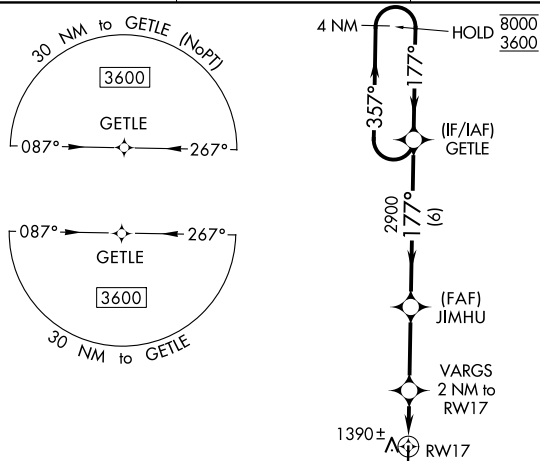 30 NM to GETLE (NoPT)
3600
GETLE
087°
267°
087°
267°
GETLE
3600
30 NM to GETLE
4 NM
HOLD
8000
3600
357°
177°
(IF/IAF)
GETLE
2900
177°
(6)
(FAF)
JIMHU
VARGS
2 NM to
RW17
1390±
RW17